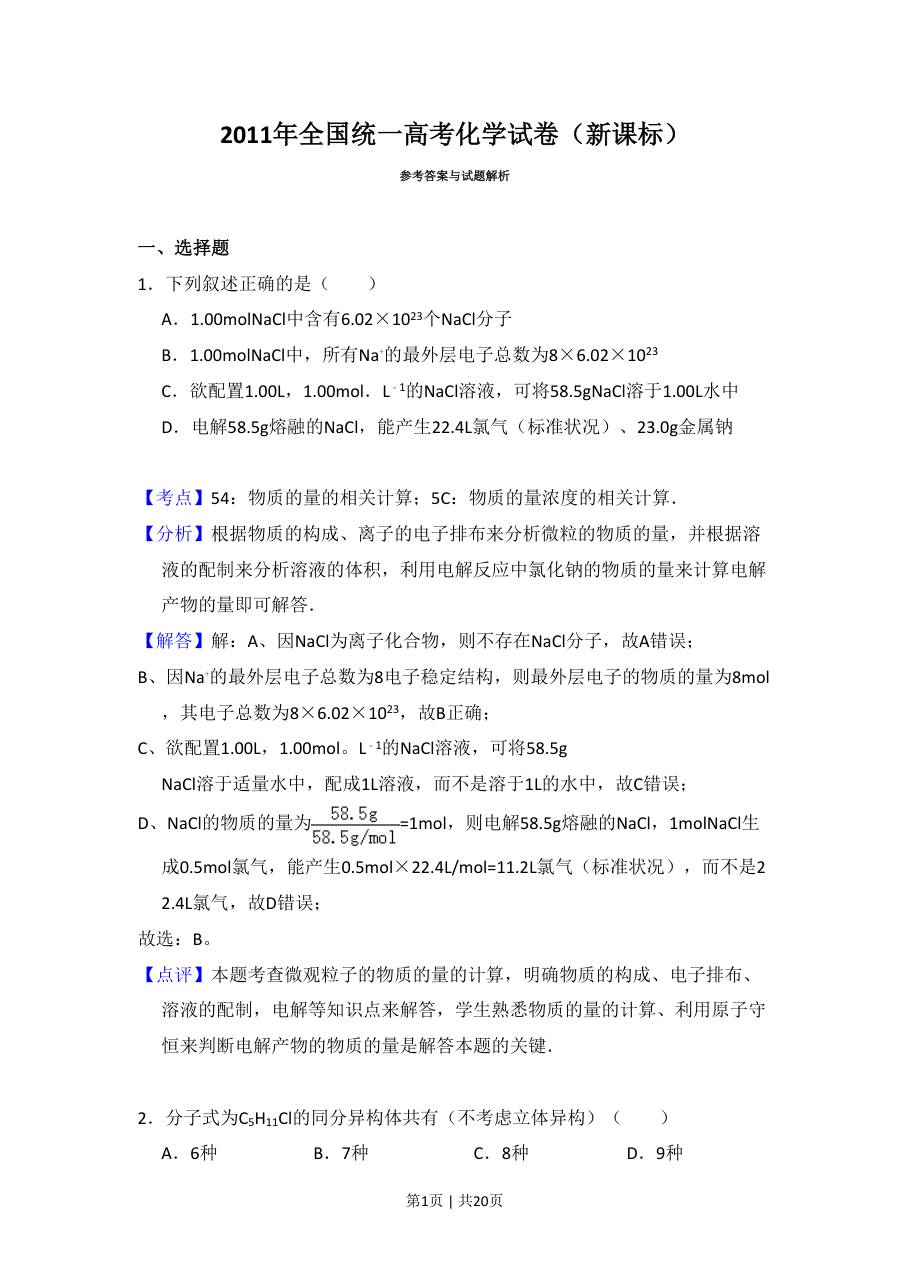 2011年全国统一高考化学试卷（新课标）
参考答案与试题解析
一、选择题
1．下列叙述正确的是（　　）
A．1.00molNaCl中含有6.02×10²³个NaCl分子
B．1.00molNaCl中，所有Na⁺的最外层电子总数为8×6.02×10²³
C．欲配置1.00L，1.00mol．L﹣¹的NaCl溶液，可将58.5gNaCl溶于1.00L水中
D．电解58.5g熔融的NaCl，能产生22.4L氯气（标准状况）、23.0g金属钠
【考点】54：物质的量的相关计算；5C：物质的量浓度的相关计算．
【分析】根据物质的构成、离子的电子排布来分析微粒的物质的量，并根据溶
液的配制来分析溶液的体积，利用电解反应中氯化钠的物质的量来计算电解
产物的量即可解答．
【解答】解：A、因NaCl为离子化合物，则不存在NaCl分子，故A错误；
B、因Na⁺的最外层电子总数为8电子稳定结构，则最外层电子的物质的量为8mol
，其电子总数为8×6.02×10²³，故B正确；
C、欲配置1.00L，1.00mol。L﹣¹的NaCl溶液，可将58.5g
NaCl溶于适量水中，配成1L溶液，而不是溶于1L的水中，故C错误；
D、NaCl的物质的量为58.5g/58.5g/mol=1mol，则电解58.5g熔融的NaCl，1molNaCl生
成0.5mol氯气，能产生0.5mol×22.4L/mol=11.2L氯气（标准状况），而不是2
2.4L氯气，故D错误；
故选：B。
【点评】本题考查微观粒子的物质的量的计算，明确物质的构成、电子排布、
溶液的配制，电解等知识点来解答，学生熟悉物质的量的计算、利用原子守
恒来判断电解产物的物质的量是解答本题的关键．
2．分子式为C₅H₁₁Cl的同分异构体共有（不考虑立体异构）（　　）
A．6种 B．7种 C．8种 D．9种
第1页 | 共20页